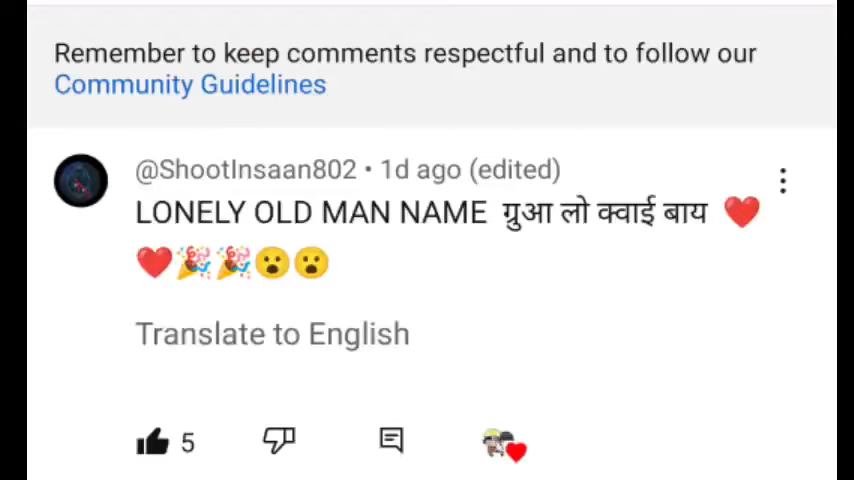 Remember to keep comments respectful and to follow our
Community Guidelines
@ShootInsaan802 • 1d ago (edited)
LONELY OLD MAN NAME ग्रुआ लो क्वाई बाय ❤️
❤️🎉🎉😮😮
Translate to English
5